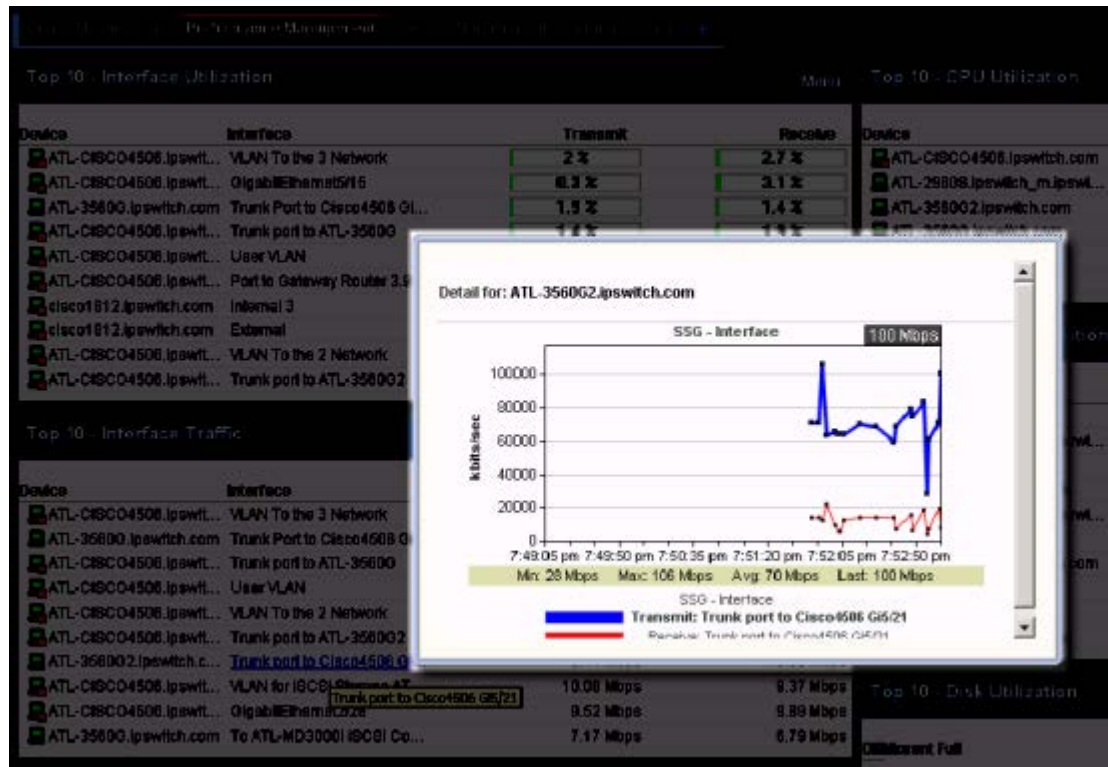 Performance Management
Top 10 - Interface Utilization
Menu
Top 10 - CPU Utilization
Device Interface Transmit Receive
Device
ATL-CISCO4506.ipswit... VLAN To the 3 Network 2 % 2.7 %
ATL-CISCO4506.ipswitch.com
ATL-CISCO4506.ipswit... GigabitEthernet5/15 3.1 %
ATL-3560G.ipswitch.com Trunk Port to Cisco4506 Gi... 1.5 % 1.4 %
ATL-3560G2.ipswitch.com
ATL-CISCO4506.ipswit... Trunk port to ATL-3560G
ATL-CISCO4506.ipswit... User VLAN
ATL-CISCO4506.ipswit... Port to Gateway Router
cisco1812.ipswitch.com Internal 3
cisco1812.ipswitch.com External
ATL-CISCO4506.ipswit... VLAN To the 2 Network
ATL-CISCO4506.ipswit... Trunk port to ATL-3560G2
Detail for: ATL-3560G2.ipswitch.com
SSG - Interface
100 Mbps
100000
80000
60000
40000
20000
0
kbits/sec
7:49:05 pm 7:49:50 pm 7:50:35 pm 7:51:20 pm 7:52:05 pm 7:52:50 pm
Min: 28 Mbps Max: 106 Mbps Avg: 70 Mbps Last: 100 Mbps
SSG - Interface
Transmit: Trunk port to Cisco4506 Gi5/21
Receive: Trunk port to Cisco4506 Gi5/21
Top 10 - Interface Traffic
Device Interface
ATL-CISCO4506.ipswit... VLAN To the 3 Network
ATL-3560G.ipswitch.com Trunk Port to Cisco4506
ATL-CISCO4506.ipswit... Trunk port to ATL-3560G
ATL-CISCO4506.ipswit... User VLAN
ATL-CISCO4506.ipswit... VLAN To the 2 Network
ATL-CISCO4506.ipswit... Trunk port to ATL-3560G2
ATL-3560G2.ipswitch.c... Trunk port to Cisco4506
ATL-CISCO4506.ipswit... VLAN for iSCSI 10.08 Mbps 9.37 Mbps
Trunk port to Cisco4506 Gi5/21
ATL-CISCO4506.ipswit... 9.52 Mbps 9.89 Mbps
ATL-3560G.ipswitch.com To ATL-MD3000i iSCSI Co... 7.17 Mbps 6.79 Mbps
Top 10 - Disk Utilization